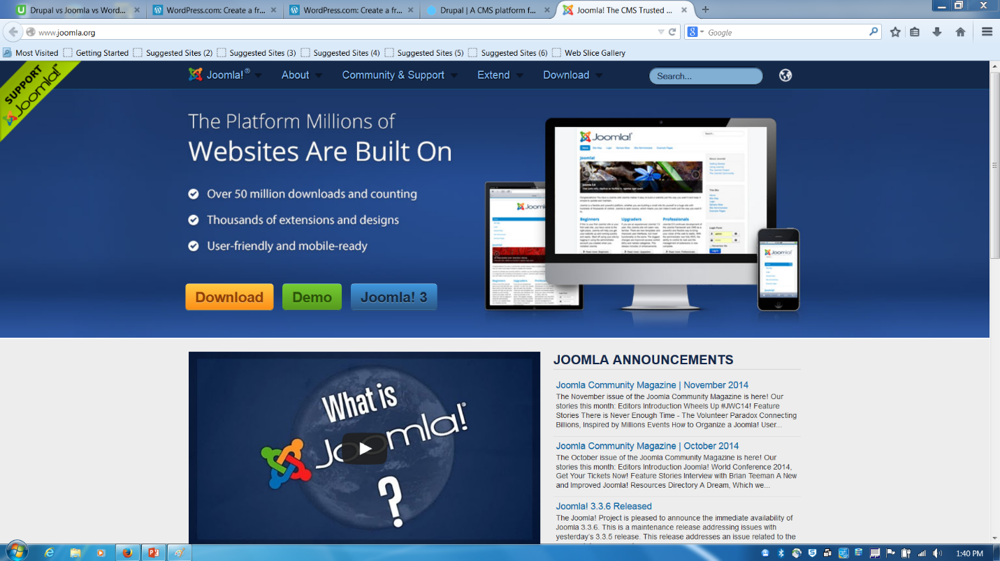 Drupal vs Joomla vs Word...
WordPress.com: Create a fr...
WordPress.com: Create a fr...
Drupal | A CMS platform f...
Joomla! The CMS Trusted ...
www.joomla.org
Google
Most Visited
Getting Started
Suggested Sites (2)
Suggested Sites (3)
Suggested Sites (4)
Suggested Sites (5)
Suggested Sites (6)
Web Slice Gallery
SUPPORT
Joomla!
Joomla!®
About
Community & Support
Extend
Download
Search...
The Platform Millions of
Websites Are Built On
Over 50 million downloads and counting
Thousands of extensions and designs
User-friendly and mobile-ready
Download
Demo
Joomla! 3
Joomla!
Beginners
Upgraders
Professionals
What is
Joomla!®
?
JOOMLA ANNOUNCEMENTS
Joomla Community Magazine | November 2014
The November issue of the Joomla Community Magazine is here! Our
stories this month: Editors Introduction Wheels Up #JWC14! Feature
Stories There is Never Enough Time - The Volunteer Paradox Connecting
Billions, Inspired by Millions Events How to Organize a Joomla! User...
Joomla Community Magazine | October 2014
The October issue of the Joomla Community Magazine is here! Our
stories this month: Editors Introduction Joomla! World Conference 2014,
Get Your Tickets Now! Feature Stories Interview with Brian Teeman A New
and Improved Joomla! Resources Directory A Dream, Which we...
Joomla! 3.3.6 Released
The Joomla! Project is pleased to announce the immediate availability of
Joomla 3.3.6. This is a maintenance release addressing issues with
yesterday's 3.3.5 release. This release addresses an issue related to the
1:40 PM